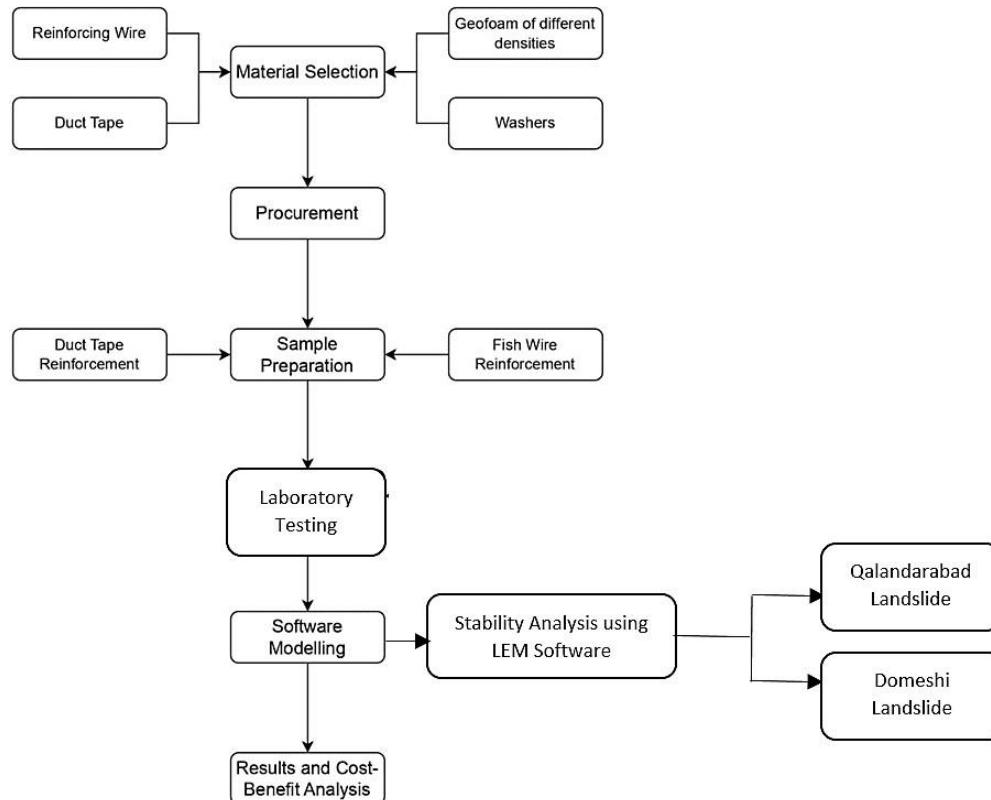 Reinforcing Wire
Geofoam of different
densities
Material Selection
Duct Tape
Washers
Procurement
Duct Tape
Reinforcement
Sample
Preparation
Fish Wire
Reinforcement
Laboratory
Testing
Qalandarabad
Landslide
Software
Modelling
Stability Analysis using
LEM Software
Domeshi
Landslide
Results and Cost-
Benefit Analysis